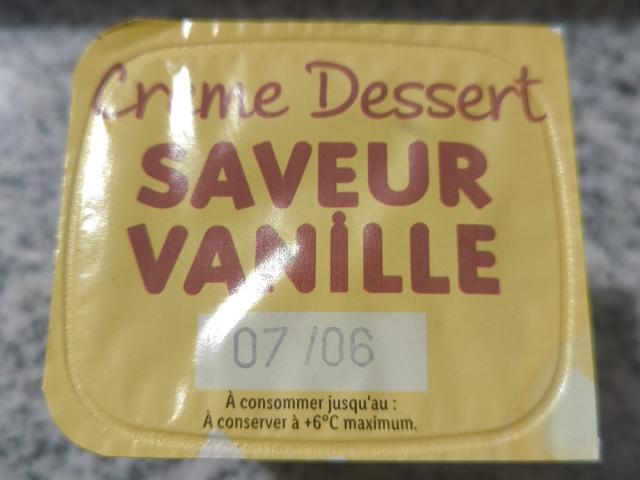 Crème Dessert
SAVEUR
VANiLLE
07 /06
À consommer jusqu'au :
À conserver à +6°C maximum.